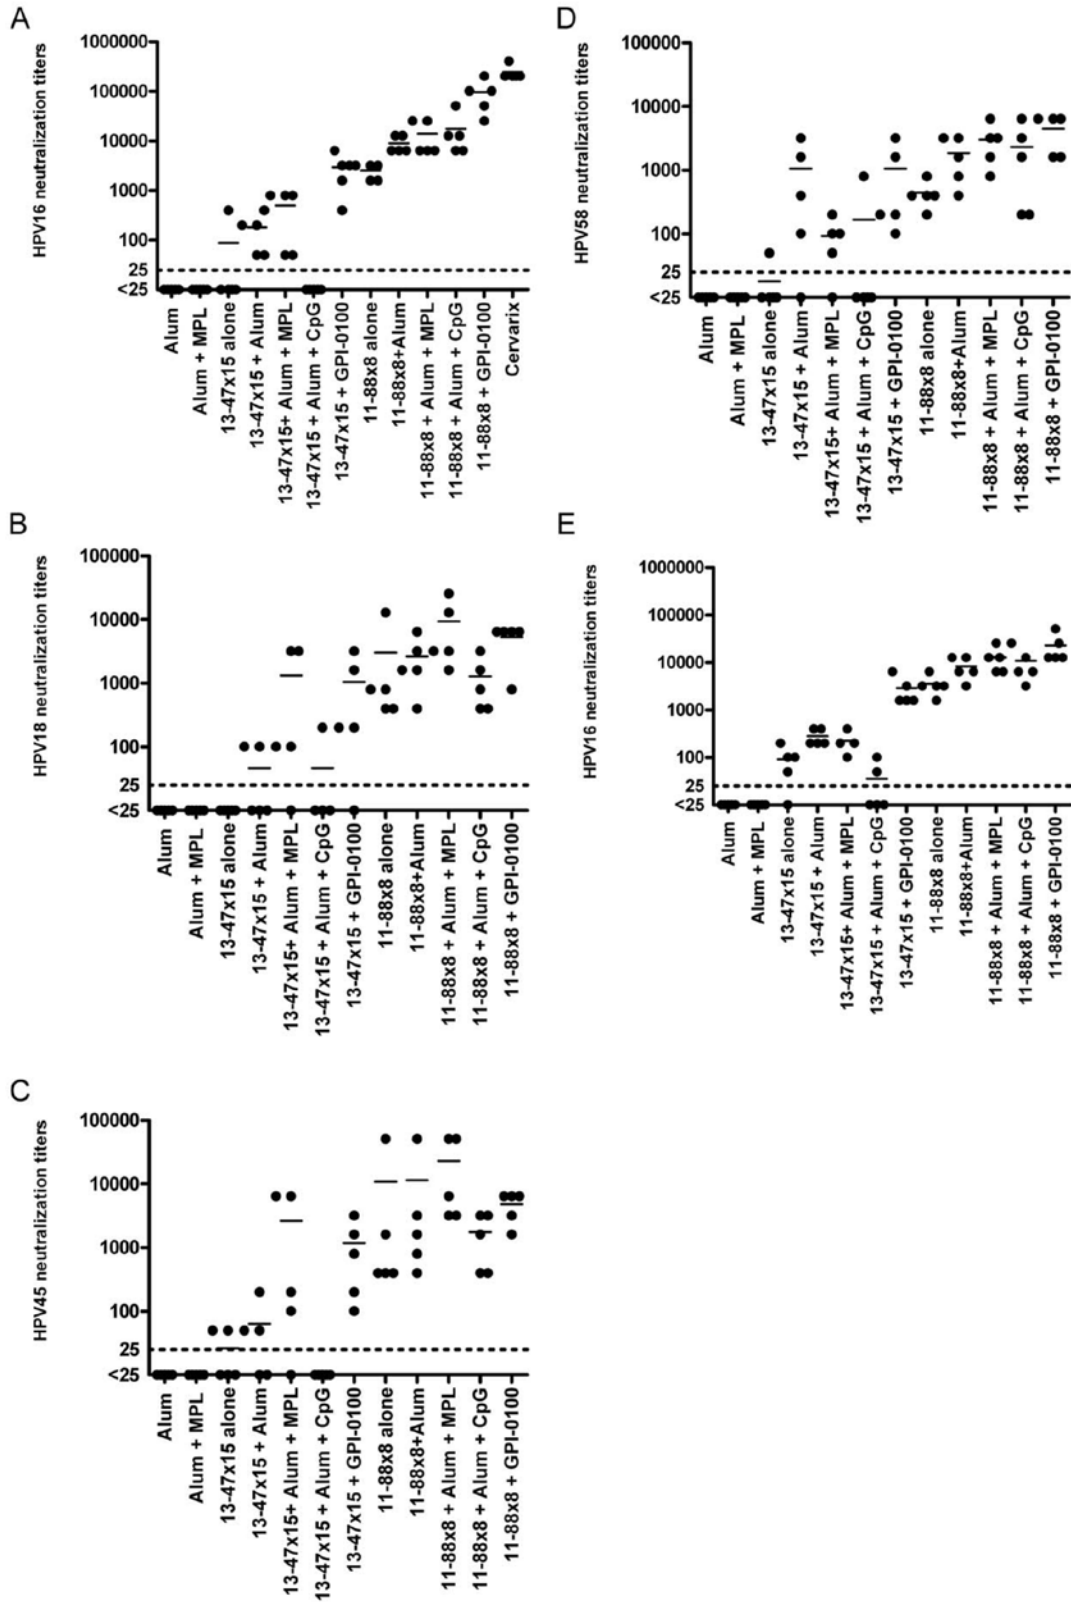 A
HPV16 neutralization titers
1000000
100000
10000
1000
100
25
<25
Alum
Alum + MPL
13-47x15 alone
13-47x15 + Alum
13-47x15+ Alum + MPL
13-47x15 + Alum + CpG
13-47x15 + GPI-0100
11-88x8 alone
11-88x8+Alum
11-88x8 + Alum + MPL
11-88x8 + Alum + CpG
11-88x8 + GPI-0100
Cervarix
B
HPV18 neutralization titers
100000
10000
1000
100
25
<25
Alum
Alum + MPL
13-47x15 alone
13-47x15 + Alum
13-47x15+ Alum + MPL
13-47x15 + Alum + CpG
13-47x15 + GPI-0100
11-88x8 alone
11-88x8+Alum
11-88x8 + Alum + MPL
11-88x8 + Alum + CpG
11-88x8 + GPI-0100
C
HPV45 neutralization titers
100000
10000
1000
100
25
<25
Alum
Alum + MPL
13-47x15 alone
13-47x15 + Alum
13-47x15+ Alum + MPL
13-47x15 + Alum + CpG
13-47x15 + GPI-0100
11-88x8 alone
11-88x8+Alum
11-88x8 + Alum + MPL
11-88x8 + Alum + CpG
11-88x8 + GPI-0100
D
HPV58 neutralization titers
100000
10000
1000
100
25
<25
Alum
Alum + MPL
13-47x15 alone
13-47x15 + Alum
13-47x15+ Alum + MPL
13-47x15 + Alum + CpG
13-47x15 + GPI-0100
11-88x8 alone
11-88x8+Alum
11-88x8 + Alum + MPL
11-88x8 + Alum + CpG
11-88x8 + GPI-0100
E
HPV16 neutralization titers
1000000
100000
10000
1000
100
25
<25
Alum
Alum + MPL
13-47x15 alone
13-47x15 + Alum
13-47x15+ Alum + MPL
13-47x15 + Alum + CpG
13-47x15 + GPI-0100
11-88x8 alone
11-88x8+Alum
11-88x8 + Alum + MPL
11-88x8 + Alum + CpG
11-88x8 + GPI-0100